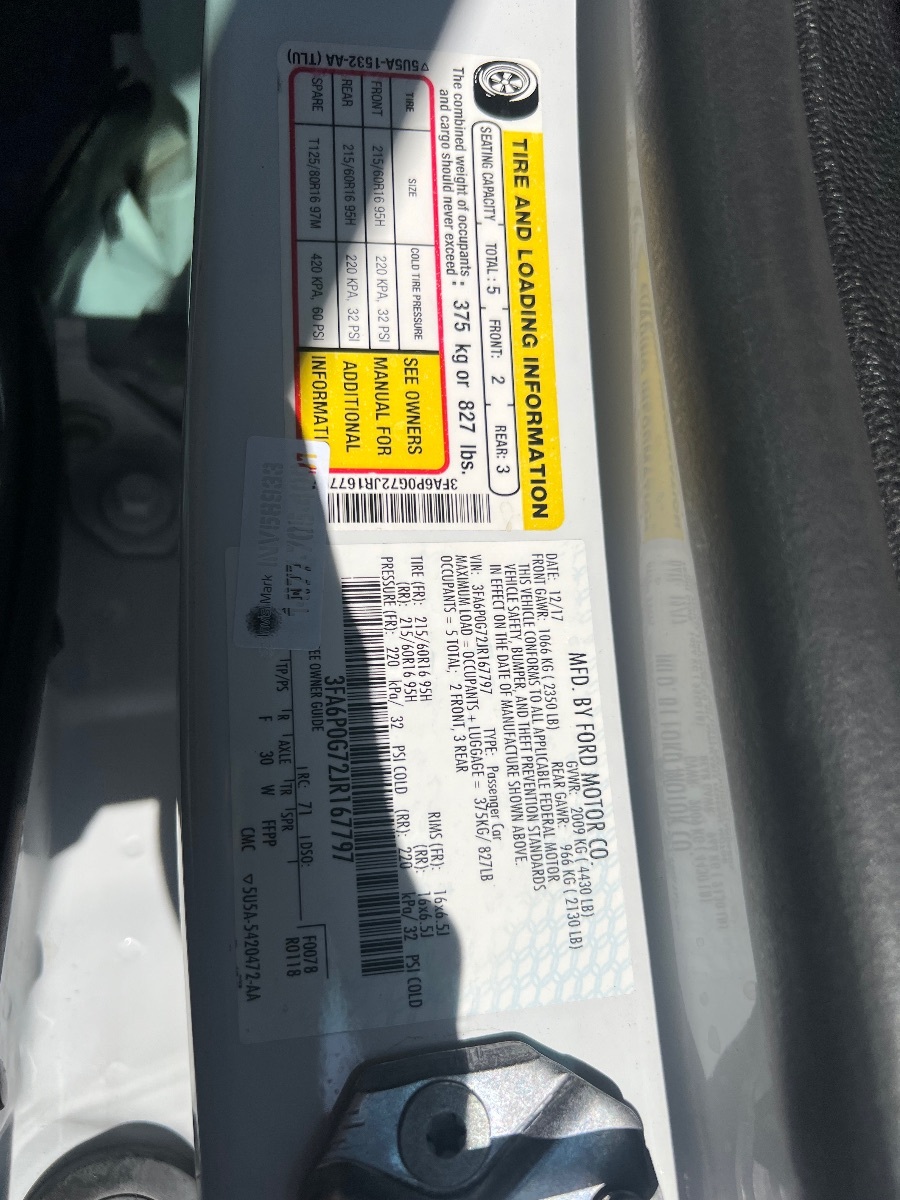 TIRE AND LOADING INFORMATION
SEATING CAPACITY TOTAL : 5 FRONT: 2 REAR: 3
The combined weight of occupants and cargo should never exceed : 375 kg or 827 lbs.
TIRE SIZE COLD TIRE PRESSURE
FRONT 215/60R16 95H 220 KPA, 32 PSI
REAR 215/60R16 95H 220 KPA, 32 PSI
SPARE T125/80R16 97M 420 KPA, 60 PSI
SEE OWNERS
MANUAL FOR
ADDITIONAL
INFORMATI
5U5A-1532-AA (TLU)
3FA6P0G72JR1677
MFD. BY FORD MOTOR CO.
DATE: 12/17 GVWR: 2009 KG ( 4430 LB)
FRONT GAWR: 1066 KG ( 2350 LB) REAR GAWR: 966 KG ( 2130 LB)
THIS VEHICLE CONFORMS TO ALL APPLICABLE FEDERAL MOTOR
VEHICLE SAFETY, BUMPER, AND THEFT PREVENTION STANDARDS
IN EFFECT ON THE DATE OF MANUFACTURE SHOWN ABOVE.
VIN: 3FA6P0G72JR167797 TYPE: Passenger Car
MAXIMUM LOAD = OCCUPANTS + LUGGAGE = 375KG/ 827LB
OCCUPANTS = 5 TOTAL; 2 FRONT, 3 REAR
TIRE (FR): 215/60R16 95H RIMS (FR): 16x6.5J
(RR): 215/60R16 95H (RR): 16x6.5J
PRESSURE (FR): 220 kPa/ 32 PSI COLD (RR): 220 kPa/ 32 PSI COLD
3FA6P0G72JR167797
EE OWNER GUIDE
RC: 71 DSO:
F0078
R0118
TP/PS R AXLE TR SPR
F 30 W FFPP
CMC 5U5A-5420472-AA